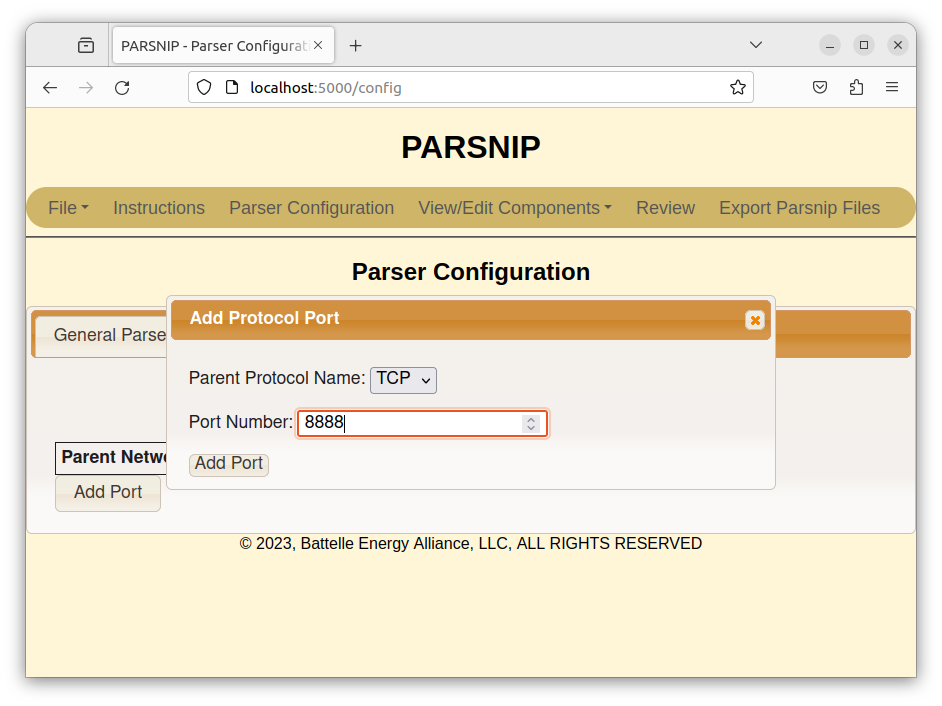 PARSNIP - Parser Configurat
localhost:5000/config
PARSNIP
File Instructions Parser Configuration View/Edit Components Review Export Parsnip Files
Parser Configuration
Add Protocol Port
General Parse
Parent Protocol Name: TCP
Port Number: 8888
Parent Netw
Add Port
Add Port
© 2023, Battelle Energy Alliance, LLC, ALL RIGHTS RESERVED